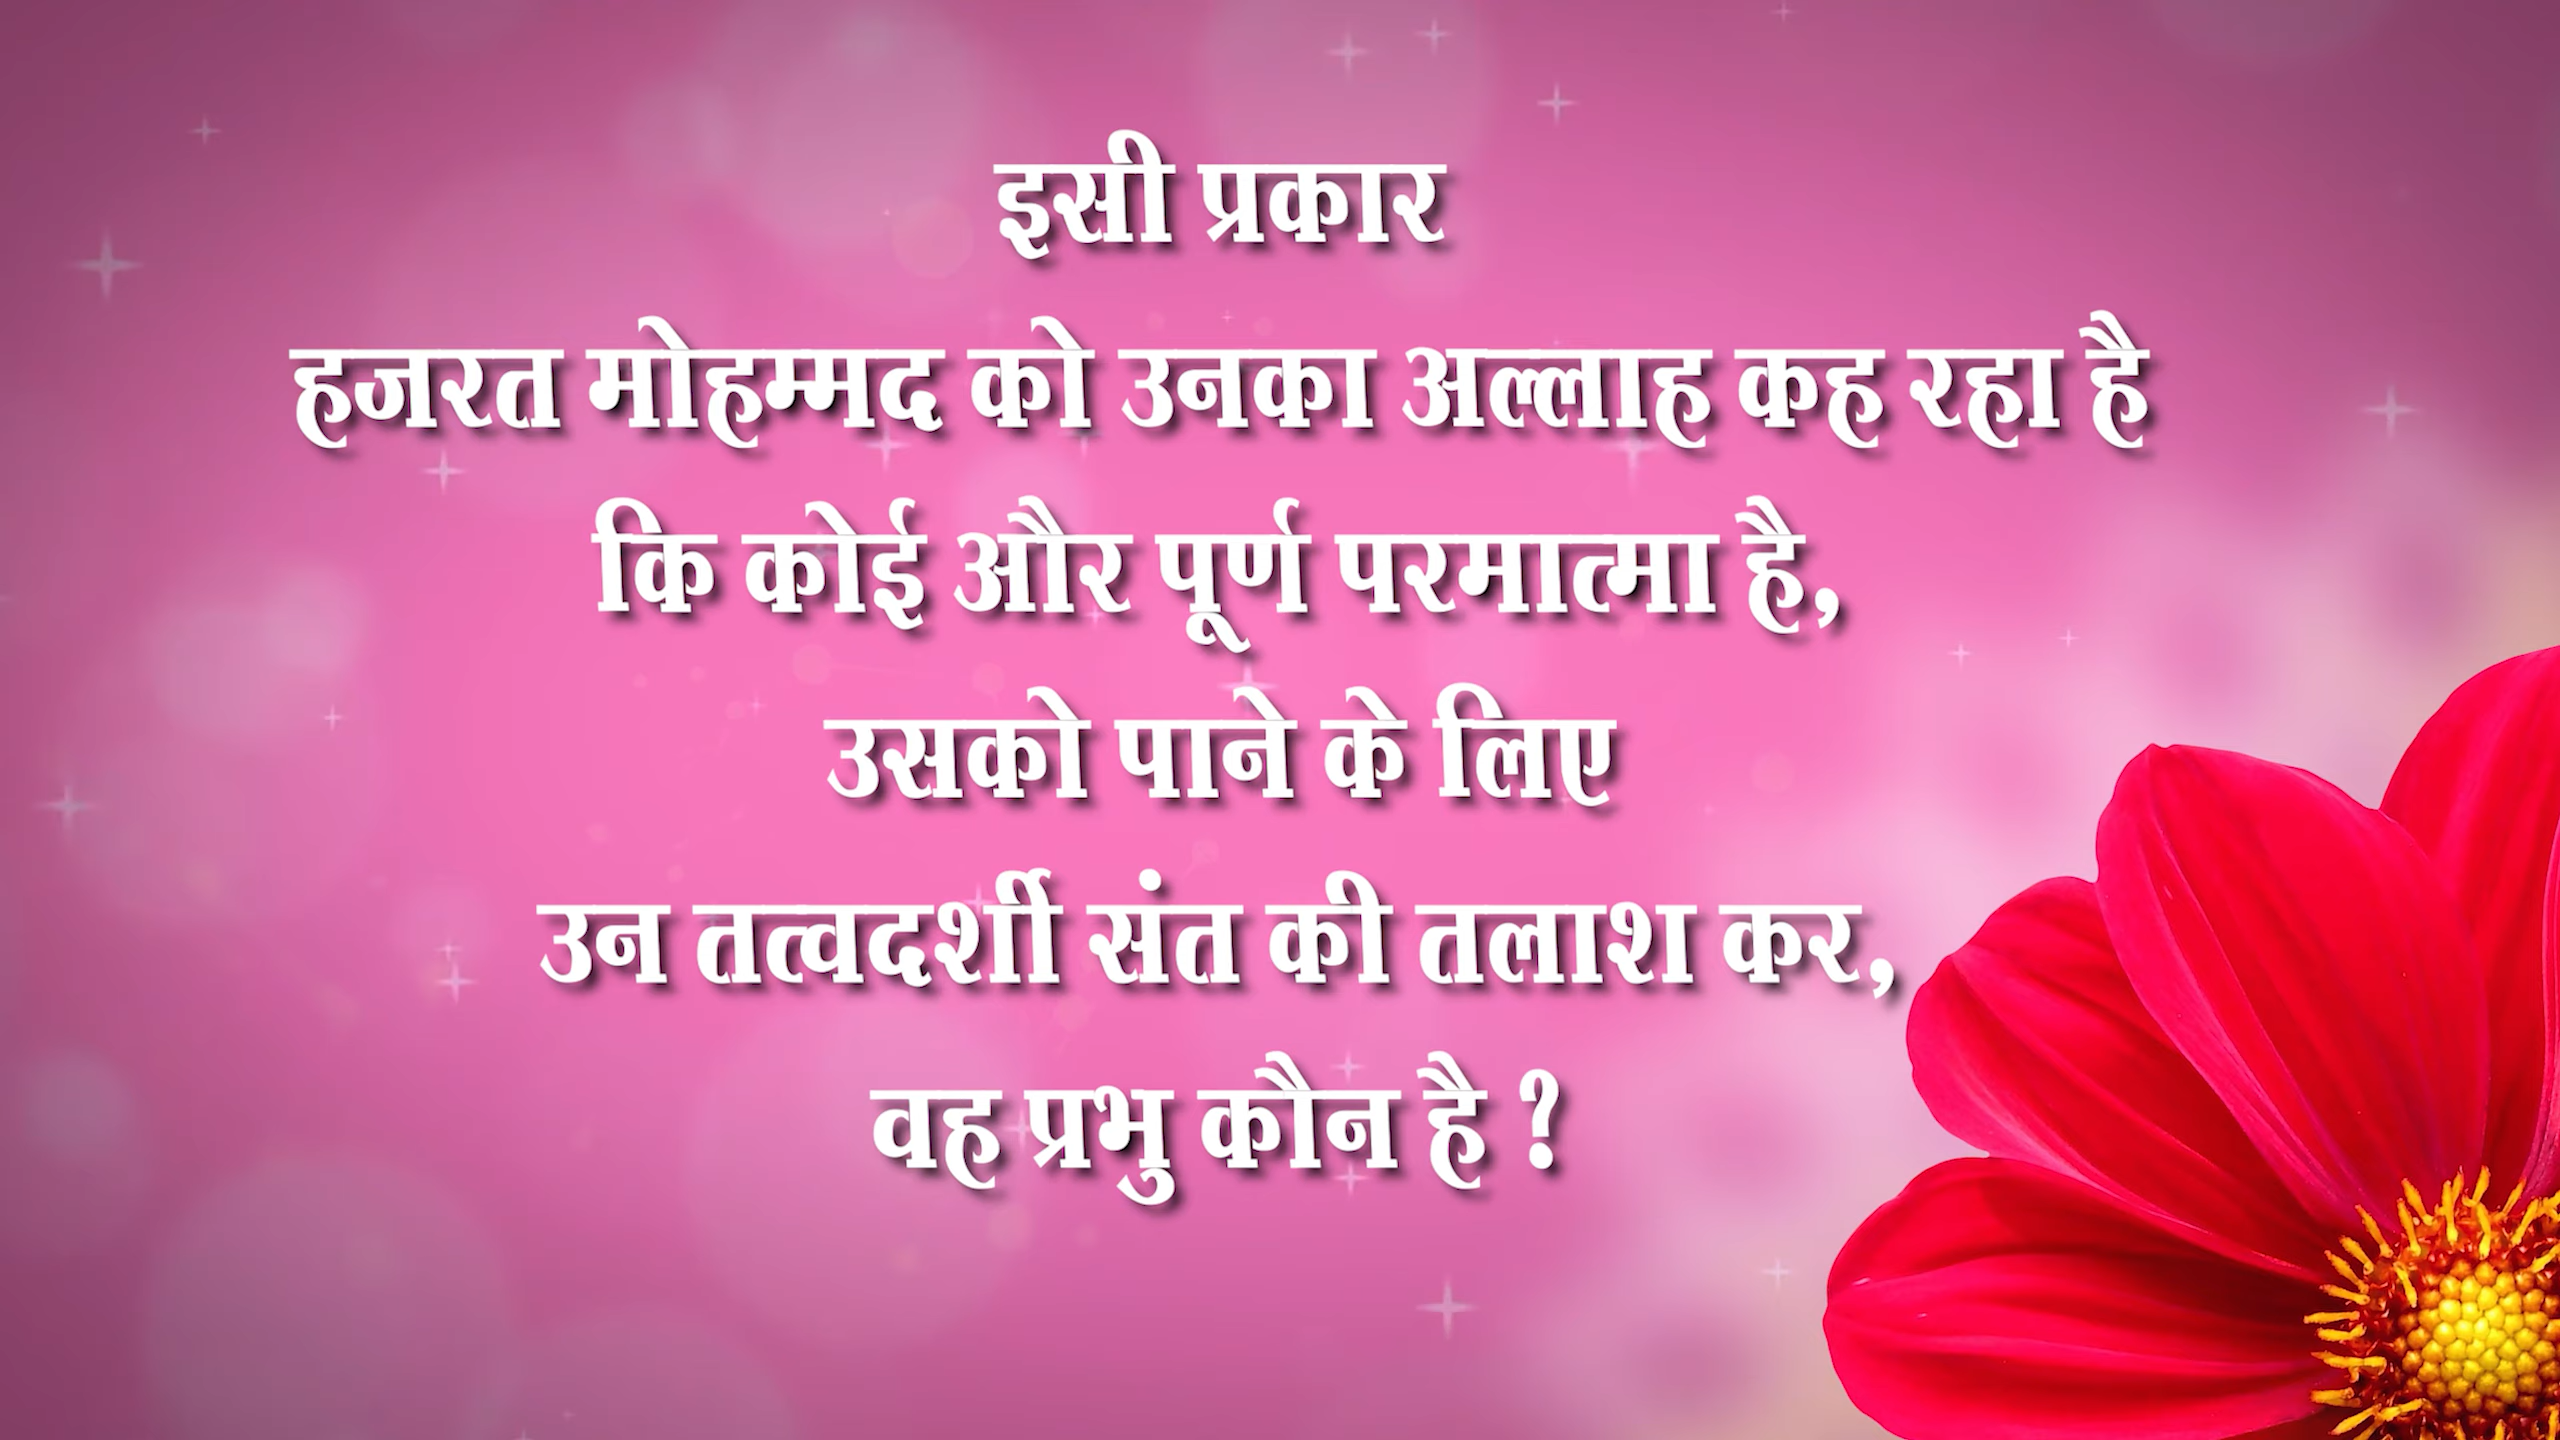 इसी प्रकार
हजरत मोहम्मद को उनका अल्लाह कह रहा है
कि कोई और पूर्ण परमात्मा है,
उसको पाने के लिए
उन तत्वदर्शी संत की तलाश कर,
वह प्रभु कौन है ?